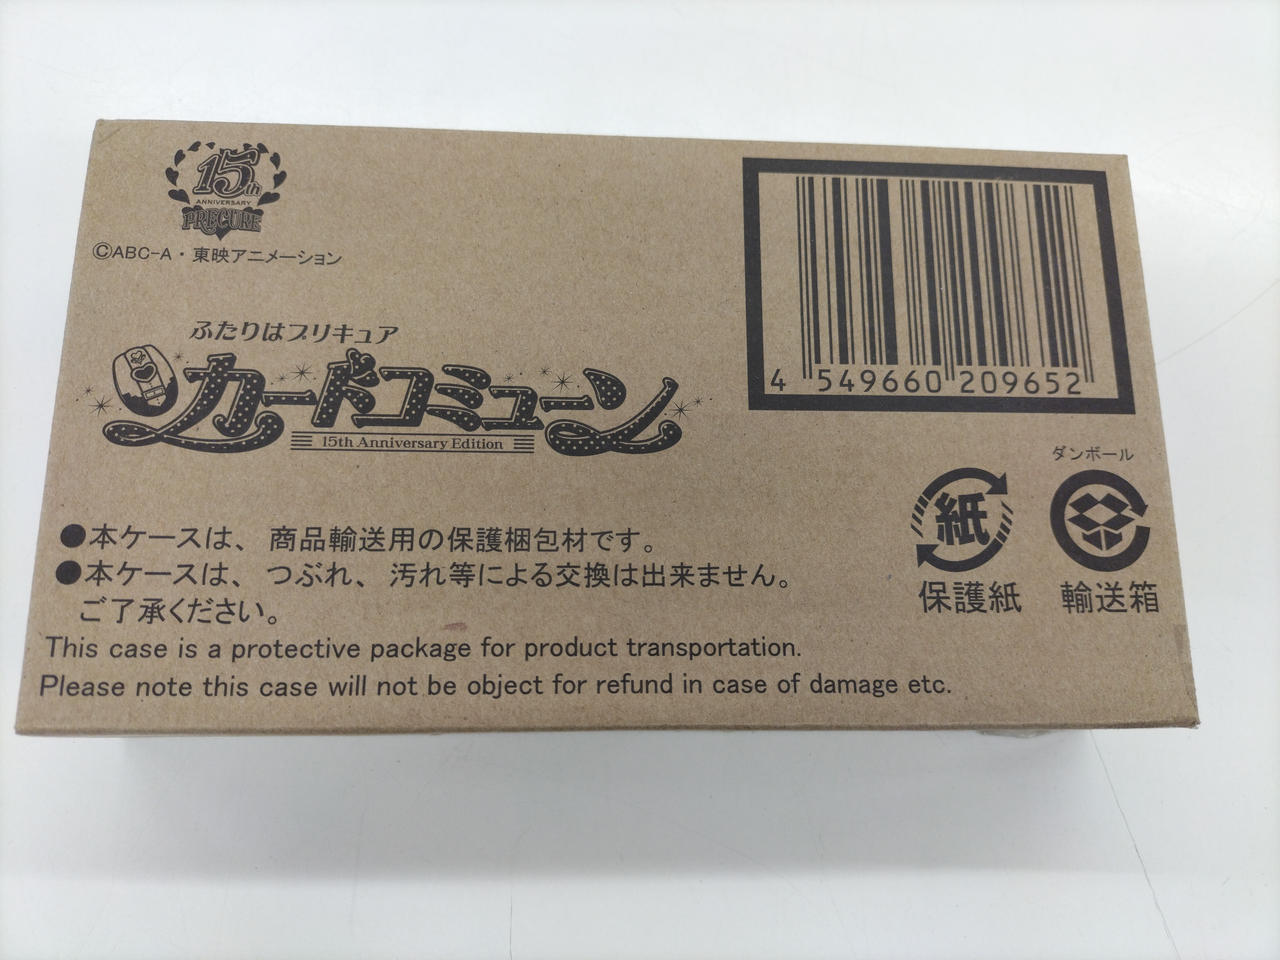 15th
ANNIVERSARY
PRECURE
©ABC-A・東映アニメーション
ふたりはプリキュア
カードコミューン
15th Anniversary Edition
4 549660 209652
ダンボール
紙
保護紙
輸送箱
●本ケースは、商品輸送用の保護梱包材です。
●本ケースは、つぶれ、汚れ等による交換は出来ません。
ご了承ください。
This case is a protective package for product transportation.
Please note this case will not be object for refund in case of damage etc.